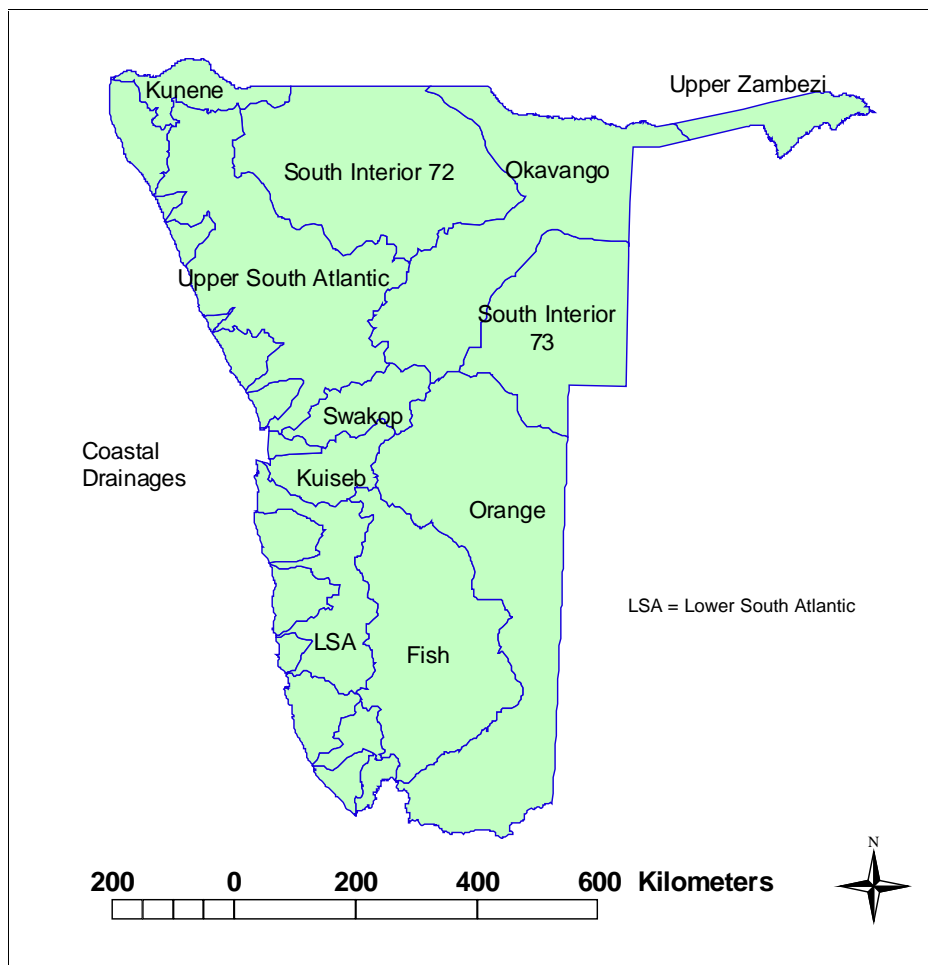 Upper Zambezi
Kunene
South Interior 72
Okavango
Upper South Atlantic
South Interior
73
Swakop
Coastal
Drainages
Kuiseb
Orange
LSA = Lower South Atlantic
LSA
Fish
200 0 200 400 600 Kilometers
N